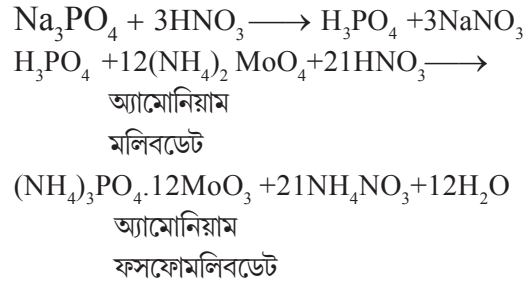 Na₃PO₄ + 3HNO₃ ⟶ H₃PO₄ +3NaNO₃
H₃PO₄ +12(NH₄)₂ MoO₄+21HNO₃⟶
অ্যামোনিয়াম
মলিবডেট
(NH₄)₃PO₄.12MoO₃ +21NH₄NO₃+12H₂O
অ্যামোনিয়াম
ফসফোমলিবডেট